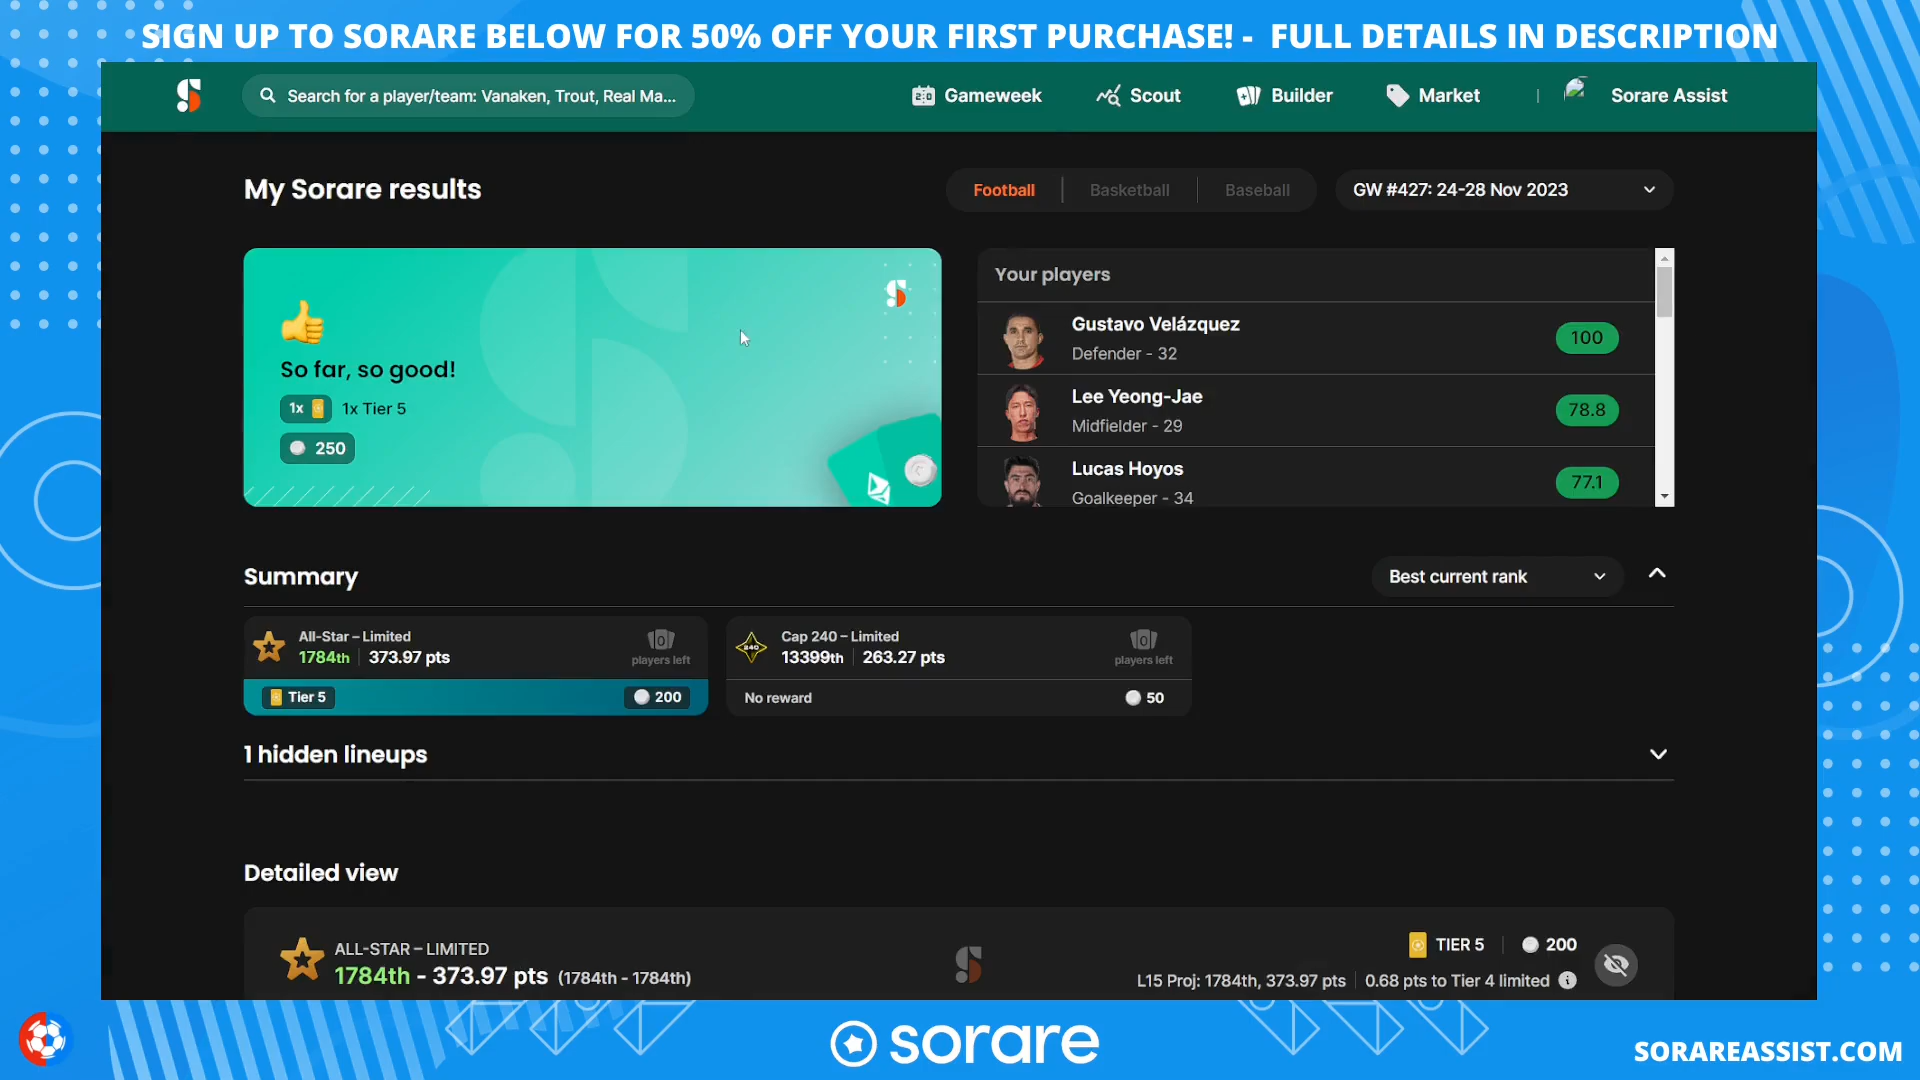 SIGN UP TO SORARE BELOW FOR 50% OFF YOUR FIRST PURCHASE! - FULL DETAILS IN DESCRIPTION
Search for a player/team: Vanaken, Trout, Real Ma...
Gameweek
Scout
Builder
Market
Sorare Assist
My Sorare results
Football
Basketball
Baseball
GW #427: 24-28 Nov 2023
So far, so good!
1x
1x Tier 5
250
Your players
Gustavo Velázquez
Defender - 32
100
Lee Yeong-Jae
Midfielder - 29
78.8
Lucas Hoyos
Goalkeeper - 34
77.1
Summary
Best current rank
All-Star – Limited
1784th
373.97 pts
0
players left
Tier 5
200
240
Cap 240 – Limited
13399th
263.27 pts
0
players left
No reward
50
1 hidden lineups
Detailed view
ALL-STAR – LIMITED
1784th - 373.97 pts (1784th - 1784th)
TIER 5
200
L15 Proj: 1784th, 373.97 pts
0.68 pts to Tier 4 limited
sorare
SORAREASSIST.COM